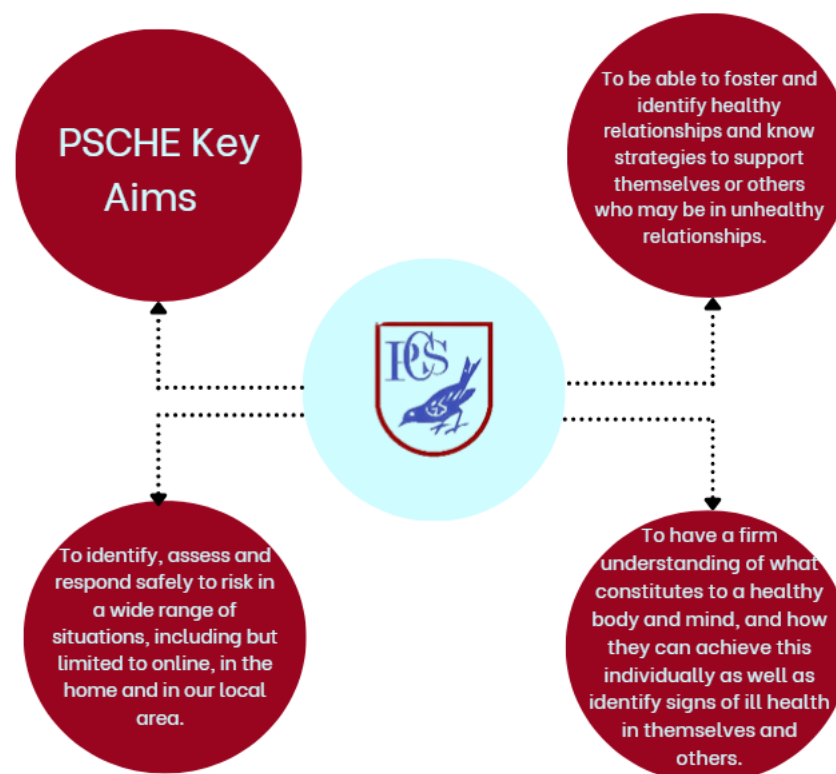 PSCHE Key
Aims
To be able to foster and
identify healthy
relationships and know
strategies to support
themselves or others
who may be in unhealthy
relationships.
PCS
GS
To identify, assess and
respond safely to risk in
a wide range of
situations, including but
limited to online, in the
home and in our local
area.
To have a firm
understanding of what
constitutes to a healthy
body and mind, and how
they can achieve this
individually as well as
identify signs of ill health
in themselves and
others.